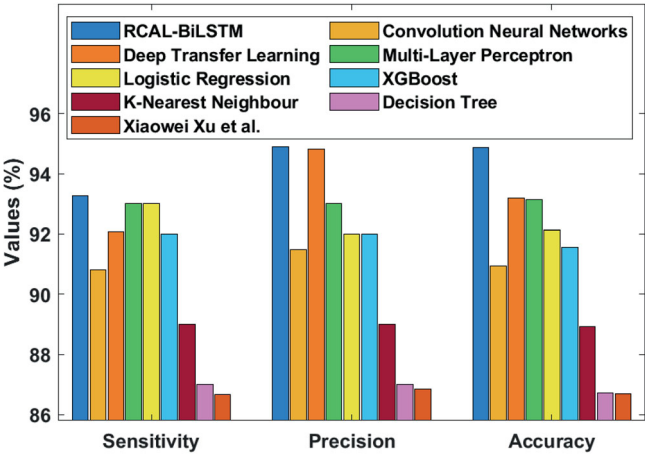 RCAL-BiLSTM
Convolution Neural Networks
Deep Transfer Learning
Multi-Layer Perceptron
Logistic Regression
XGBoost
K-Nearest Neighbour
Decision Tree
Xiaowei Xu et al.
Values (%)
96
94
92
90
88
86
Sensitivity
Precision
Accuracy